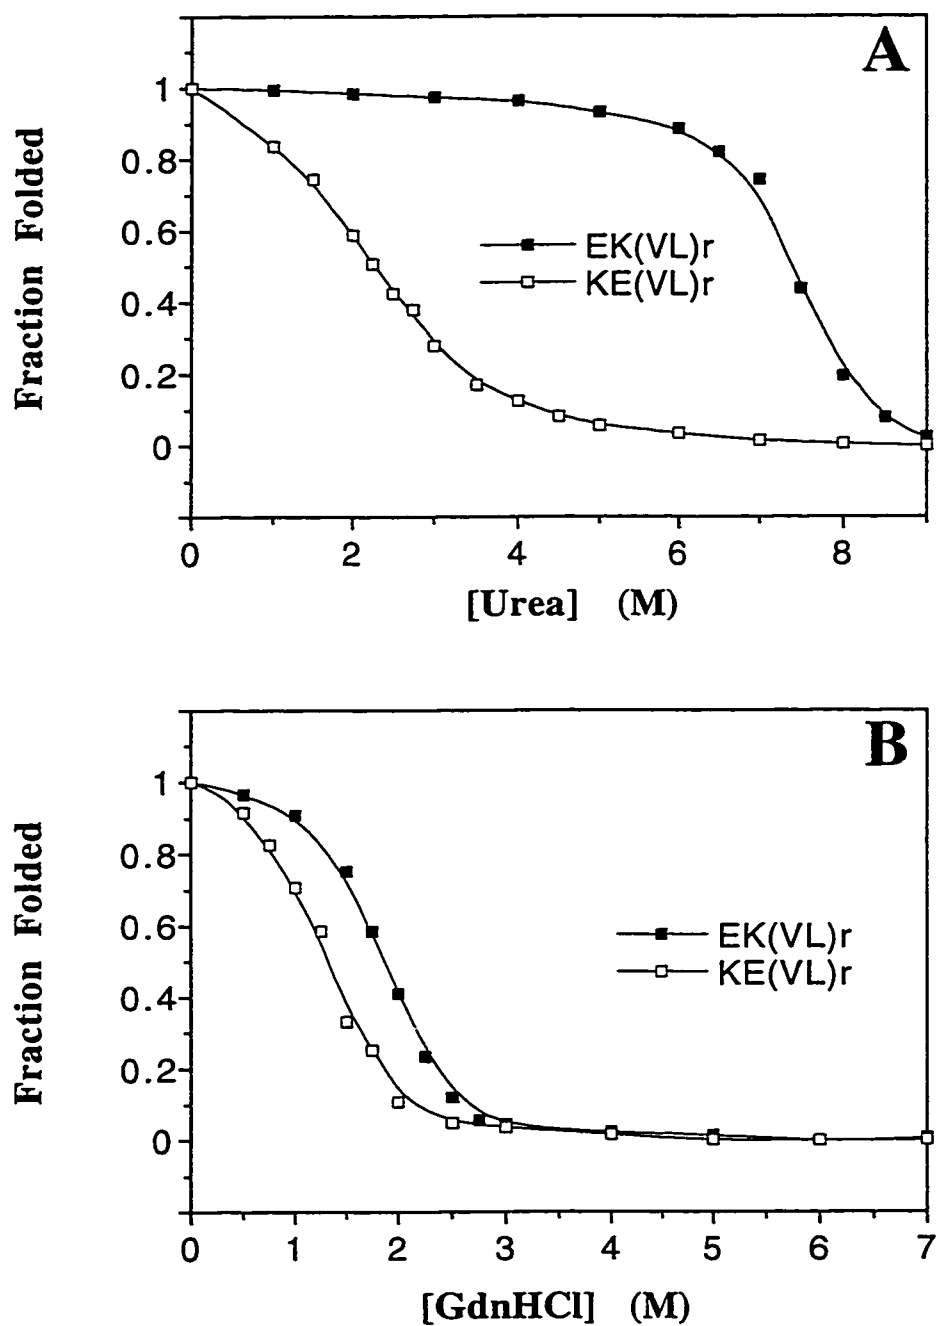 A
Fraction Folded
1
0.8
0.6
0.4
0.2
0
EK(VL)r
KE(VL)r
0 2 4 6 8
[Urea] (M)
B
Fraction Folded
1
0.8
0.6
0.4
0.2
0
EK(VL)r
KE(VL)r
0 1 2 3 4 5 6 7
[GdnHCl] (M)